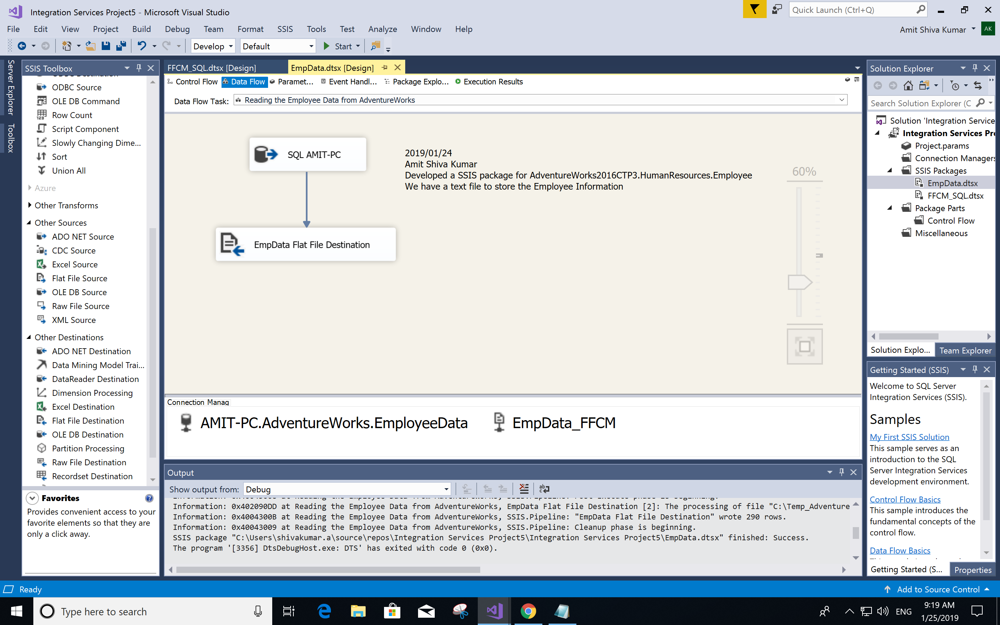 Integration Services Project5 - Microsoft Visual Studio
Quick Launch (Ctrl+Q)
File Edit View Project Build Debug Team Format SSIS Tools Test Analyze Window Help
Amit Shiva Kumar
AK
Develop
Default
Start
Server Explorer
Toolbox
SSIS Toolbox
ODBC Source
OLE DB Command
Row Count
Script Component
Slowly Changing Dime...
Sort
Union All
Azure
Other Transforms
Other Sources
ADO NET Source
CDC Source
Excel Source
Flat File Source
OLE DB Source
Raw File Source
XML Source
Other Destinations
ADO NET Destination
Data Mining Model Trai...
DataReader Destination
Dimension Processing
Excel Destination
Flat File Destination
OLE DB Destination
Partition Processing
Raw File Destination
Recordset Destination
Favorites
Provides convenient access to your
favorite elements so that they are
only a click away.
FFCM_SQL.dtsx [Design]
EmpData.dtsx [Design]
Control Flow
Data Flow
Paramet...
Event Handl...
Package Explo...
Execution Results
Data Flow Task:
Reading the Employee Data from AdventureWorks
SQL AMIT-PC
EmpData Flat File Destination
2019/01/24
Amit Shiva Kumar
Developed a SSIS package for AdventureWorks2016CTP3.HumanResources.Employee
We have a text file to store the Employee Information
60%
Connection Manag
AMIT-PC.AdventureWorks.EmployeeData
EmpData_FFCM
Output
Show output from:
Debug
Information: 0x402090DD at Reading the Employee Data from AdventureWorks, EmpData Flat File Destination [2]: The processing of file "C:\Temp_Adventure
Information: 0x4004300B at Reading the Employee Data from AdventureWorks, SSIS.Pipeline: "EmpData Flat File Destination" wrote 290 rows.
Information: 0x40043009 at Reading the Employee Data from AdventureWorks, SSIS.Pipeline: Cleanup phase is beginning.
SSIS package "C:\Users\shivakumar.a\source\repos\Integration Services Project5\Integration Services Project5\EmpData.dtsx" finished: Success.
The program '[3356] DtsDebugHost.exe: DTS' has exited with code 0 (0x0).
Solution Explorer
Search Solution Explorer (C
Solution 'Integration Service
Integration Services Pr
Project.params
Connection Managers
SSIS Packages
EmpData.dtsx
FFCM_SQL.dtsx
Package Parts
Control Flow
Miscellaneous
Solution Explo...
Team Explorer
Getting Started (SSIS)
Welcome to SQL Server
Integration Services (SSIS).
Samples
My First SSIS Solution
This sample serves as an
introduction to the SQL
Server Integration Services
development environment.
Control Flow Basics
This sample introduces the
fundamental concepts of the
control flow.
Data Flow Basics
Getting Started (S...
Properties
Ready
Add to Source Control
Type here to search
ENG
9:19 AM
1/25/2019